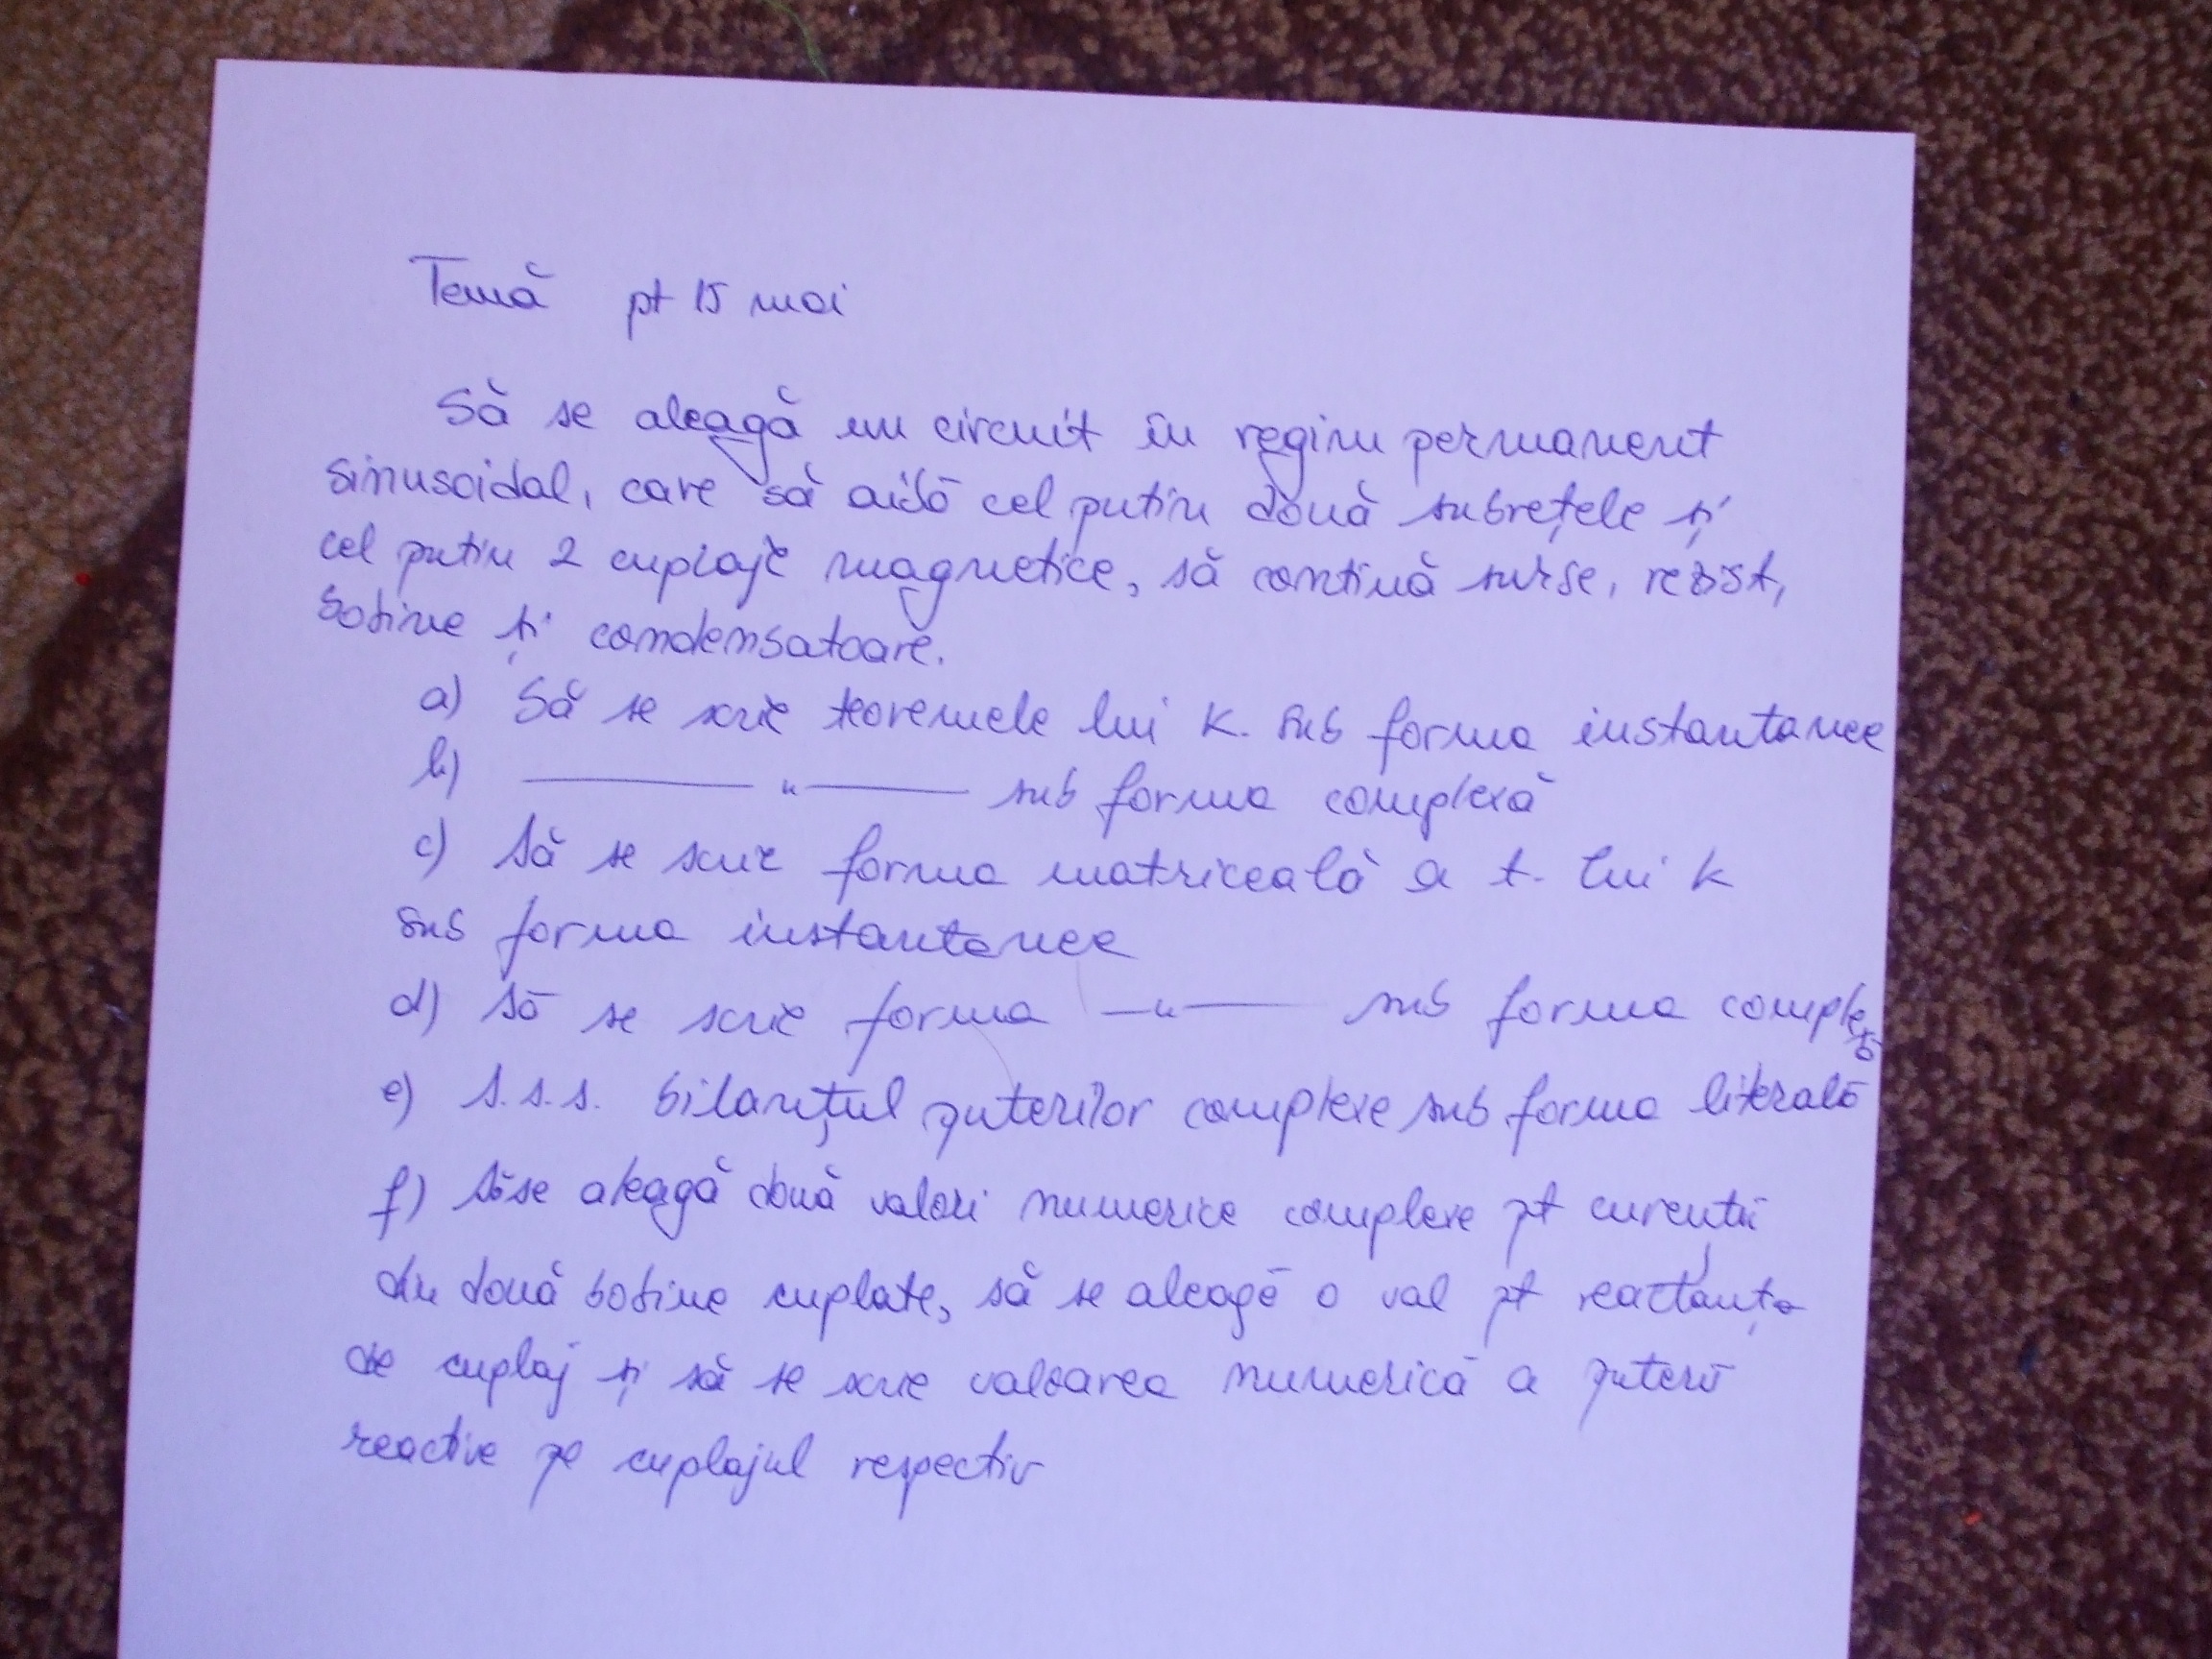 Temă pt 15 mai
Să se aleagă un circuit în regim permanent
sinusoidal, care să aibă cel puțin două subrețele și
cel puțin 2 cuplaje magnetice, să conțină surse, rezist,
bobine și condensatoare.
a) Să se scrie teoremele lui K. sub forma instantanee
b) ——— " ——— sub forma complexă
c) Să se scrie forma matriceală a t. lui K
sub forma instantanee
d) Să se scrie forma —"— sub forma complexă
e) s.s.s. bilanțul puterilor complexe sub forma literală
f) Să se aleagă două valori numerice complexe pt curenții
din două bobine cuplate, să se aleagă o val pt reactanța
de cuplaj și să se scrie valoarea numerică a puterii
reactive pe cuplajul respectiv